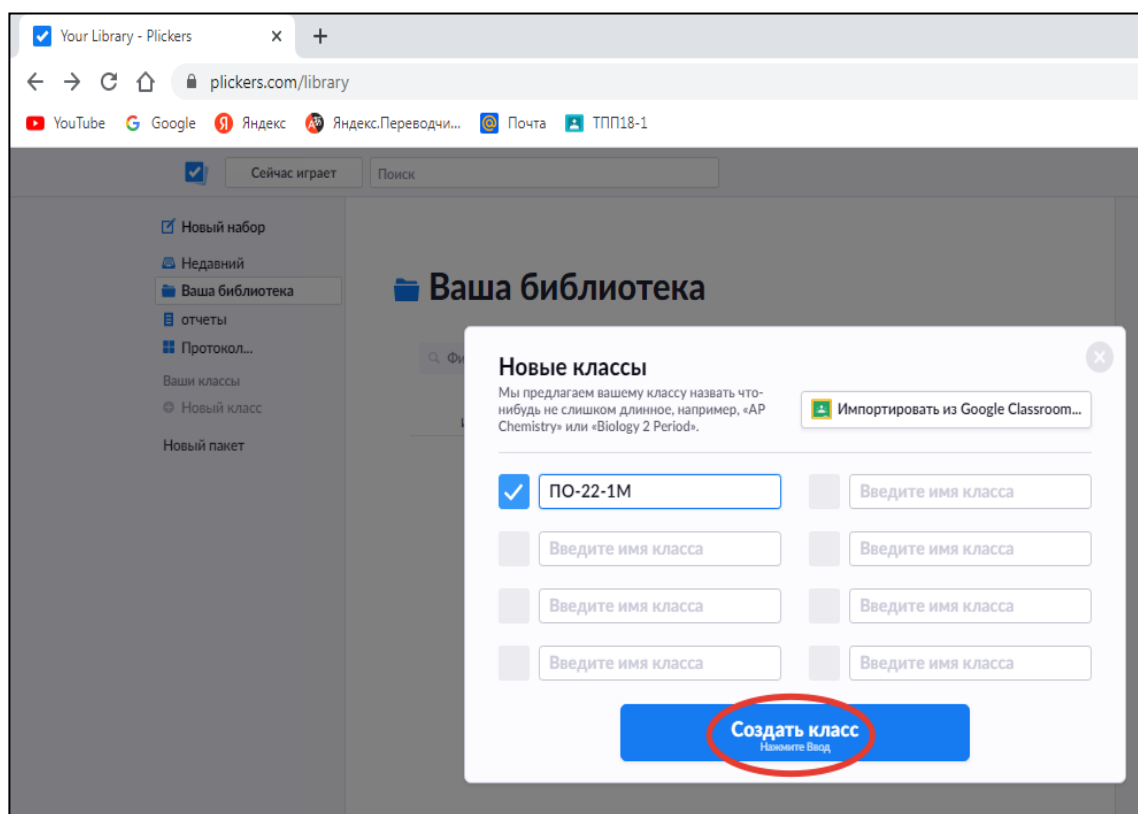 Your Library - Plickers
plickers.com/library
YouTube Google Яндекс Яндекс.Переводчи... Почта ТПП18-1
Сейчас играет Поиск
Новый набор
Недавний
Ваша библиотека
отчеты
Протокол...
Ваши классы
Новый класс
Новый пакет
Ваша библиотека
Новые классы
Мы предлагаем вашему классу назвать что-
нибудь не слишком длинное, например, «AP
Chemistry» или «Biology 2 Period».
Импортировать из Google Classroom...
ПО-22-1М Введите имя класса
Введите имя класса Введите имя класса
Введите имя класса Введите имя класса
Введите имя класса Введите имя класса
Создать класс
Нажмите Ввод